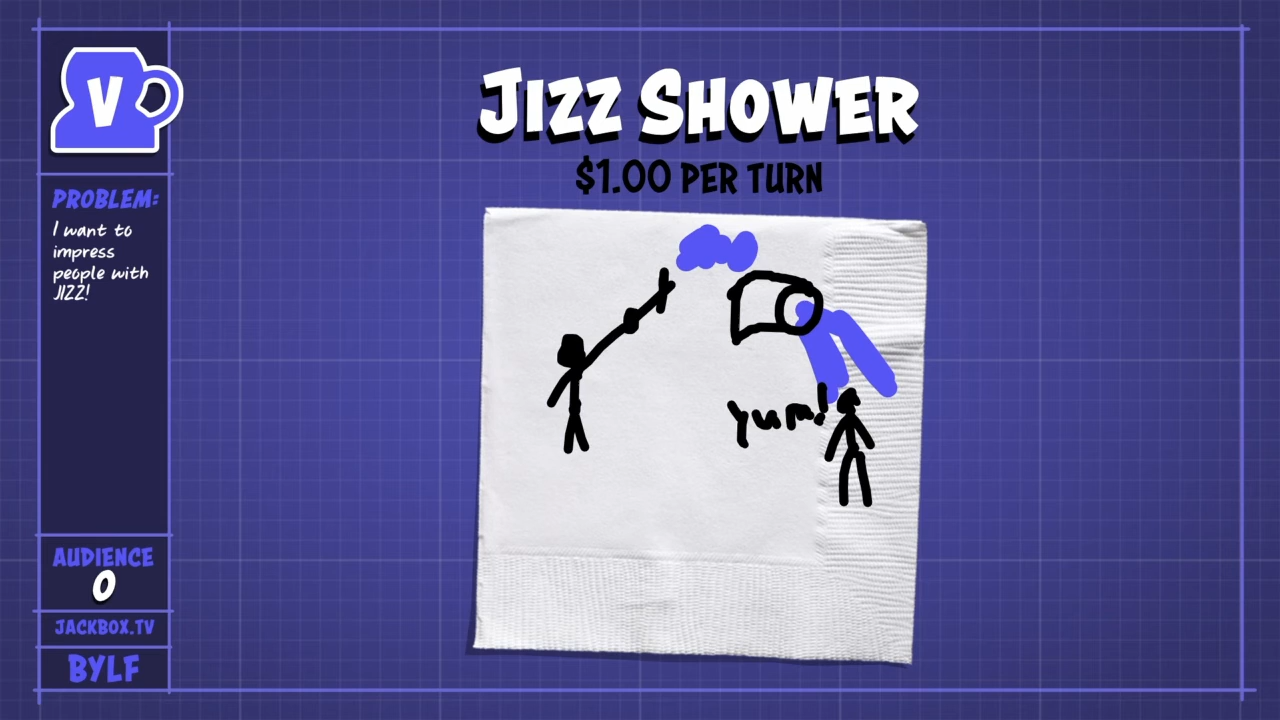 V
PROBLEM:
I want to
impress
people with
JIZZ!
AUDIENCE
0
JACKBOX.TV
BYLF
JIZZ SHOWER
$1.00 PER TURN
Yum!